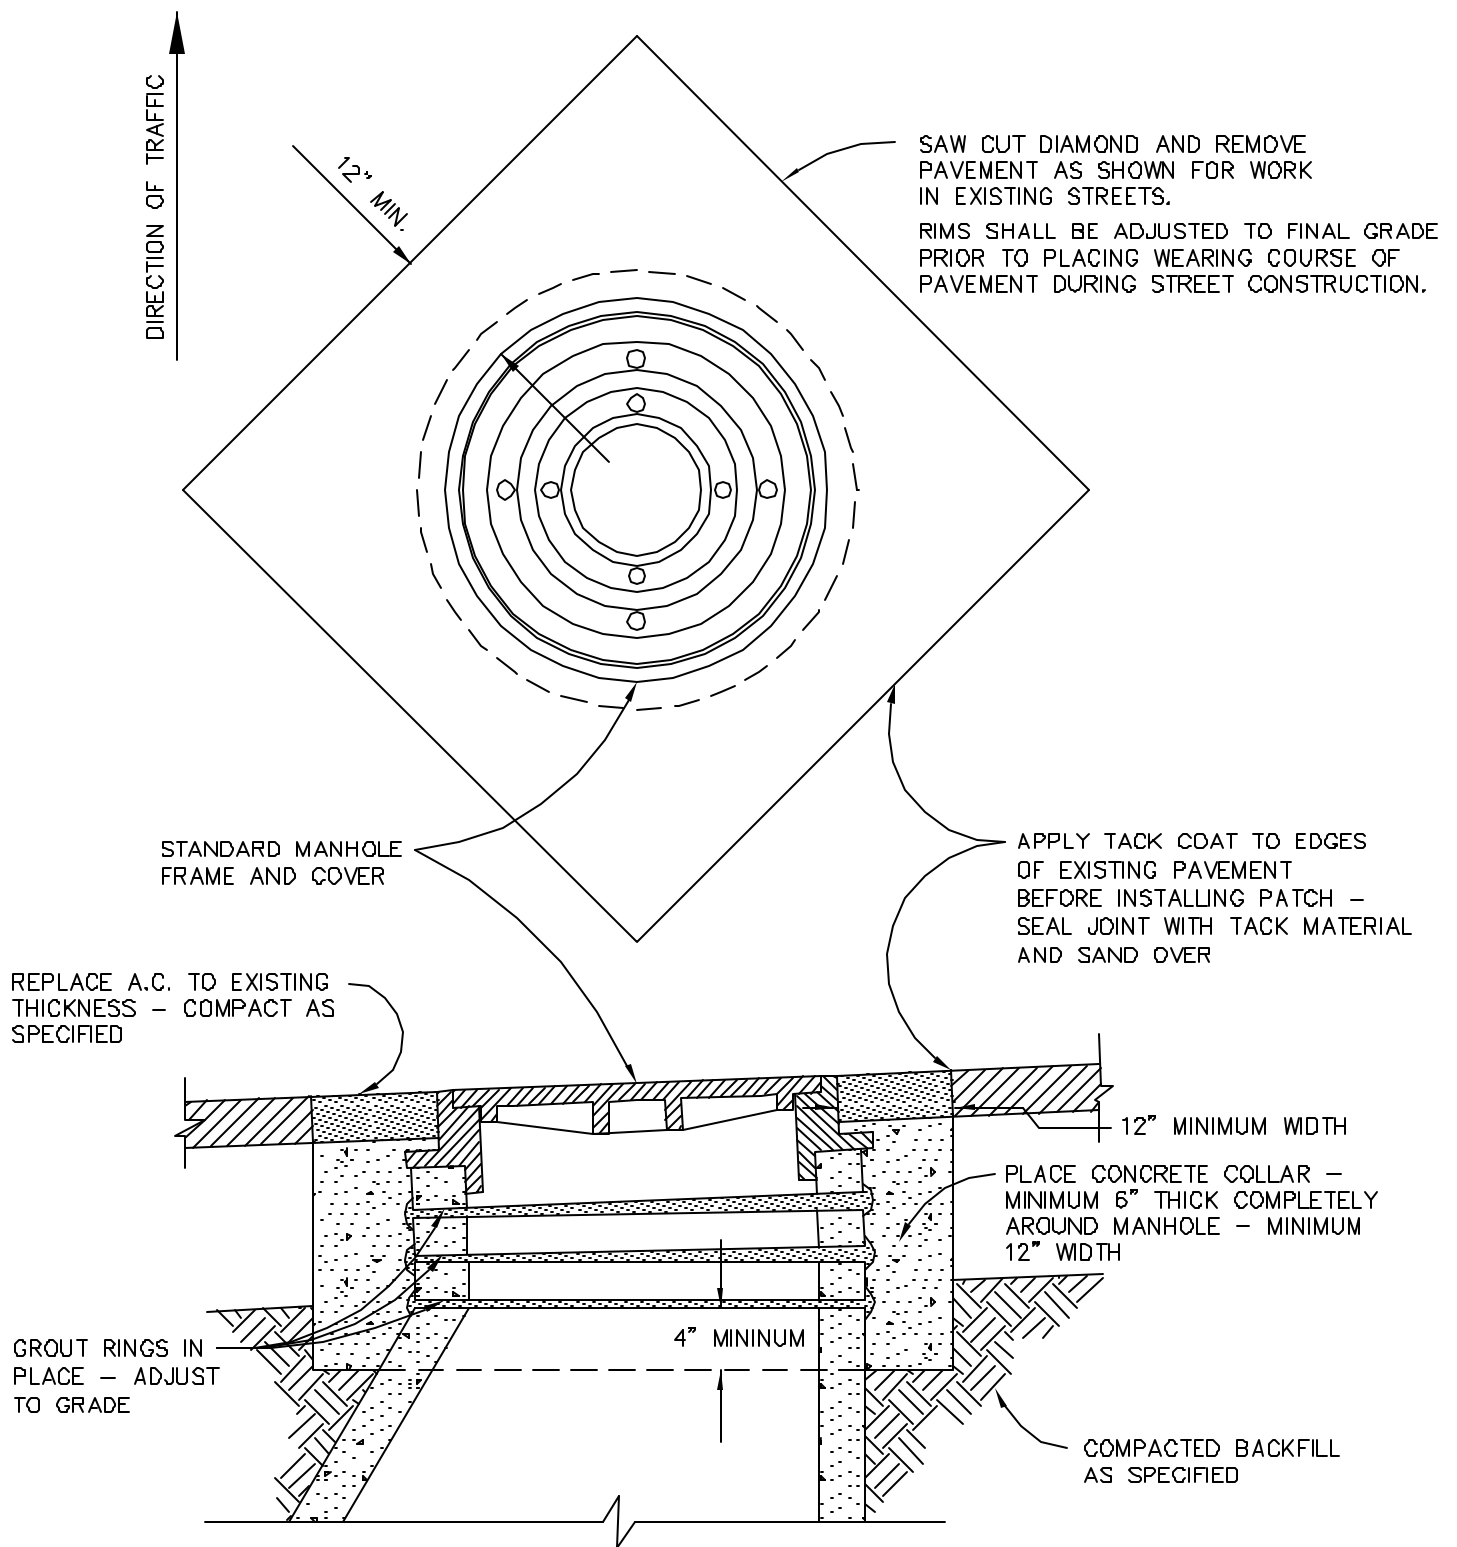 DIRECTION OF TRAFFIC
12" MIN.
SAW CUT DIAMOND AND REMOVE
PAVEMENT AS SHOWN FOR WORK
IN EXISTING STREETS.
RIMS SHALL BE ADJUSTED TO FINAL GRADE
PRIOR TO PLACING WEARING COURSE OF
PAVEMENT DURING STREET CONSTRUCTION.
STANDARD MANHOLE
FRAME AND COVER
APPLY TACK COAT TO EDGES
OF EXISTING PAVEMENT
BEFORE INSTALLING PATCH –
SEAL JOINT WITH TACK MATERIAL
AND SAND OVER
REPLACE A.C. TO EXISTING
THICKNESS – COMPACT AS
SPECIFIED
12" MINIMUM WIDTH
PLACE CONCRETE COLLAR –
MINIMUM 6" THICK COMPLETELY
AROUND MANHOLE – MINIMUM
12" WIDTH
4" MININUM
GROUT RINGS IN
PLACE – ADJUST
TO GRADE
COMPACTED BACKFILL
AS SPECIFIED